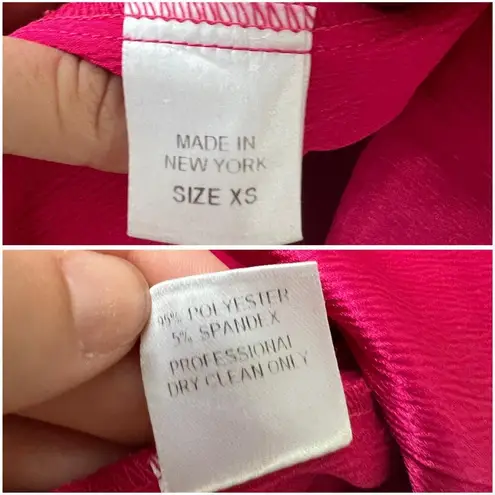 MADE IN
NEW YORK
SIZE XS
95% POLYESTER
5% SPANDEX
PROFESSIONAL
DRY CLEAN ONLY